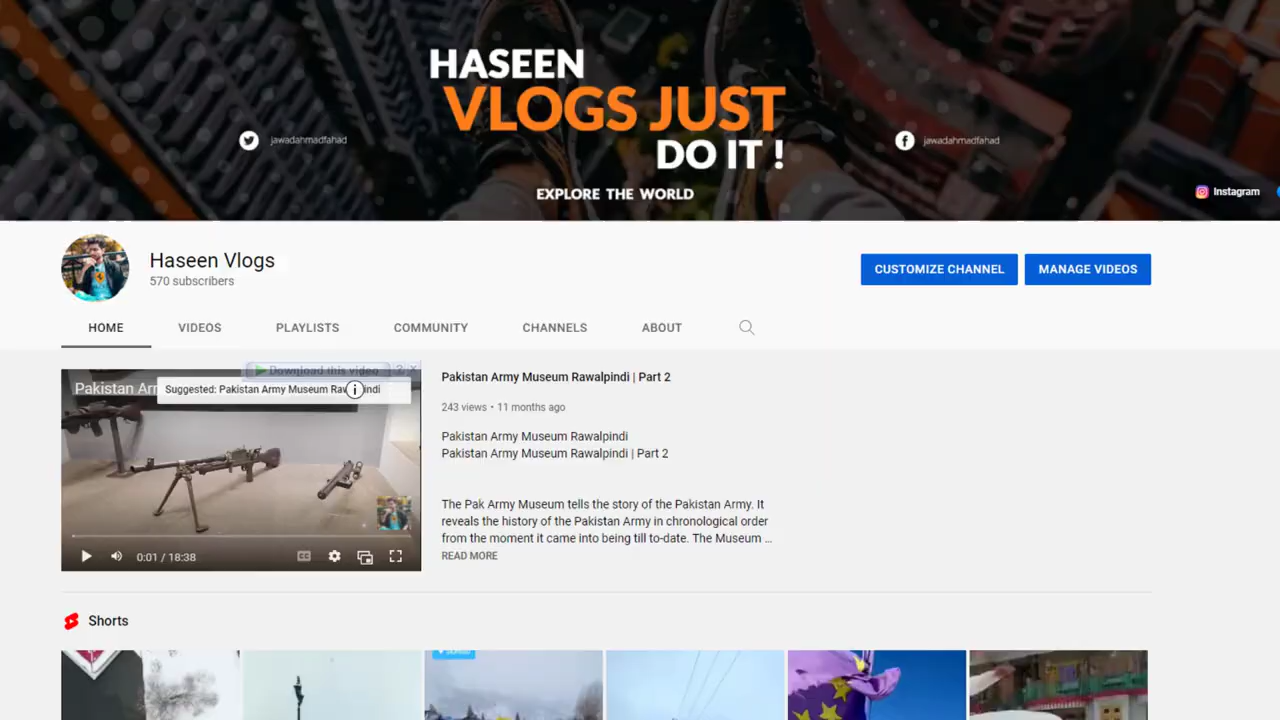 HASEEN
VLOGS JUST
DO IT !
jawadahmadfahad
jawadahmadfahad
EXPLORE THE WORLD
Instagram
Haseen Vlogs
570 subscribers
CUSTOMIZE CHANNEL
MANAGE VIDEOS
HOME
VIDEOS
PLAYLISTS
COMMUNITY
CHANNELS
ABOUT
Download this video
? X
Pakistan Arm
Suggested: Pakistan Army Museum Raw
indi
CC
0:01 / 18:38
Pakistan Army Museum Rawalpindi | Part 2
243 views • 11 months ago
Pakistan Army Museum Rawalpindi
Pakistan Army Museum Rawalpindi | Part 2
The Pak Army Museum tells the story of the Pakistan Army. It
reveals the history of the Pakistan Army in chronological order
from the moment it came into being till to-date. The Museum ...
READ MORE
Shorts